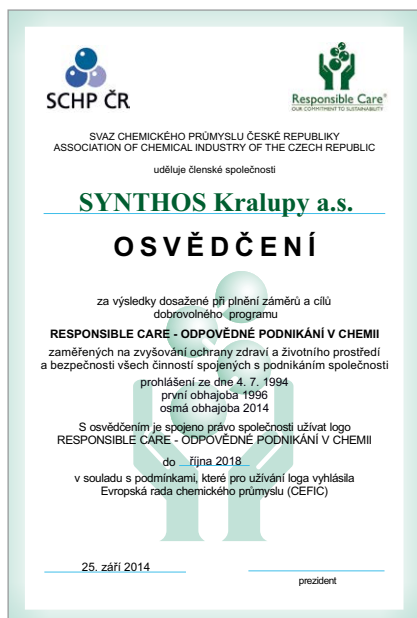 SCHP ČR
Responsible Care®
OUR COMMITMENT TO SUSTAINABILITY
SVAZ CHEMICKÉHO PRŮMYSLU ČESKÉ REPUBLIKY
ASSOCIATION OF CHEMICAL INDUSTRY OF THE CZECH REPUBLIC
uděluje členské společnosti
SYNTHOS Kralupy a.s.
OSVĚDČENÍ
za výsledky dosažené při plnění záměrů a cílů
dobrovolného programu
RESPONSIBLE CARE - ODPOVĚDNÉ PODNIKÁNÍ V CHEMII
zaměřených na zvyšování ochrany zdraví a životního prostředí
a bezpečnosti všech činností spojených s podnikáním společnosti
prohlášení ze dne 4. 7. 1994
první obhajoba 1996
osmá obhajoba 2014
S osvědčením je spojeno právo společnosti užívat logo
RESPONSIBLE CARE - ODPOVĚDNÉ PODNIKÁNÍ V CHEMII
do října 2018
v souladu s podmínkami, které pro užívání loga vyhlásila
Evropská rada chemického průmyslu (CEFIC)
25. září 2014
prezident